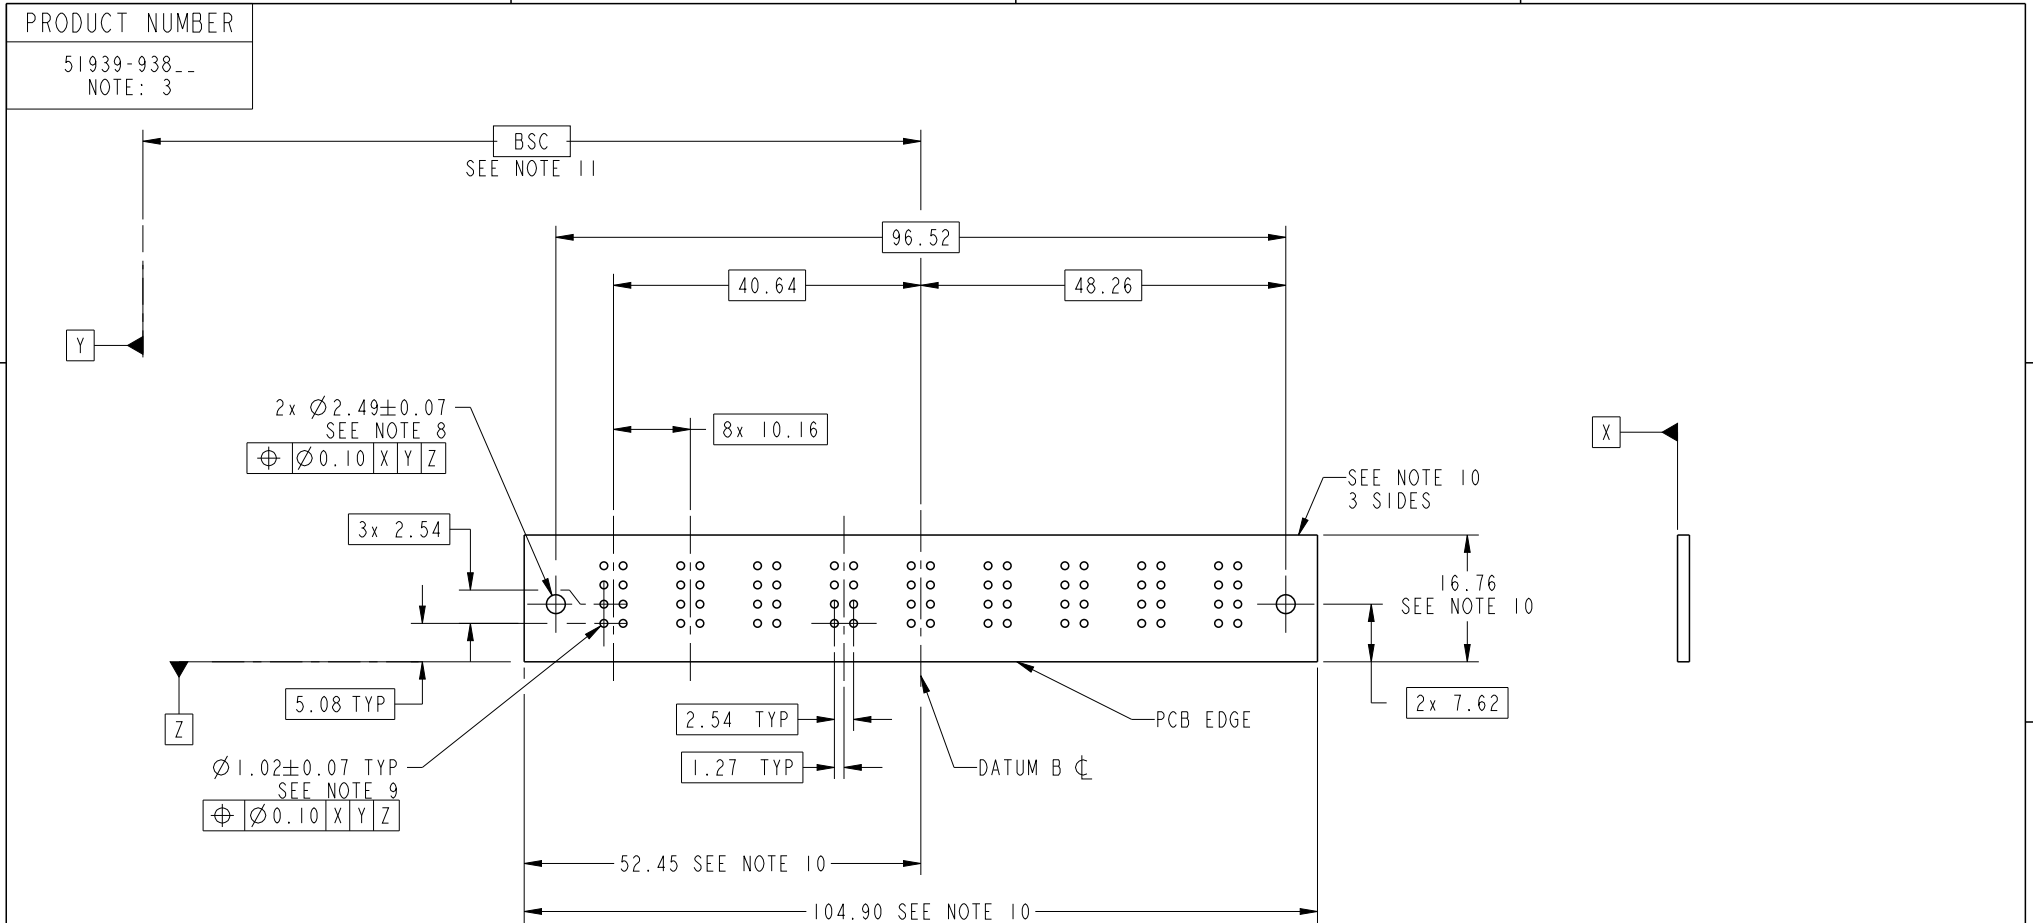 PRODUCT NUMBER
51939-938__
NOTE: 3
BSC
SEE NOTE 11
96.52
40.64
48.26
Y
2x Ø2.49±0.07
SEE NOTE 8
⌖ Ø0.10 X Y Z
8x 10.16
X
SEE NOTE 10
3 SIDES
3x 2.54
16.76
SEE NOTE 10
5.08 TYP
Z
2.54 TYP
PCB EDGE
2x 7.62
Ø1.02±0.07 TYP
SEE NOTE 9
⌖ Ø0.10 X Y Z
1.27 TYP
DATUM B ℄
52.45 SEE NOTE 10
104.90 SEE NOTE 10